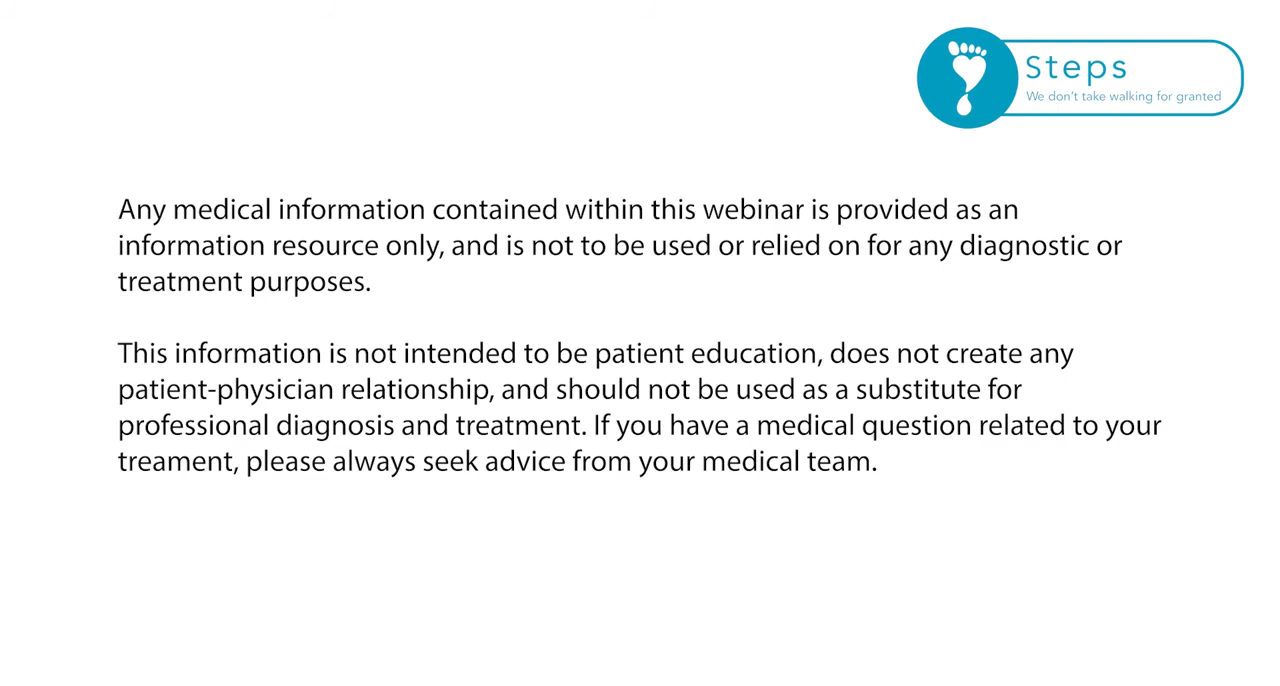 Steps
We don't take walking for granted
Any medical information contained within this webinar is provided as an
information resource only, and is not to be used or relied on for any diagnostic or
treatment purposes.
This information is not intended to be patient education, does not create any
patient-physician relationship, and should not be used as a substitute for
professional diagnosis and treatment. If you have a medical question related to your
treament, please always seek advice from your medical team.